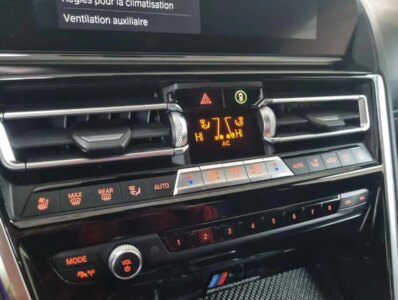 Règles pour la climatisation
Ventilation auxiliaire
HI
HI
A/C
MAX
REAR
AUTO
AUTO
MODE
VOL
1 2 3 4 5 6 7 8